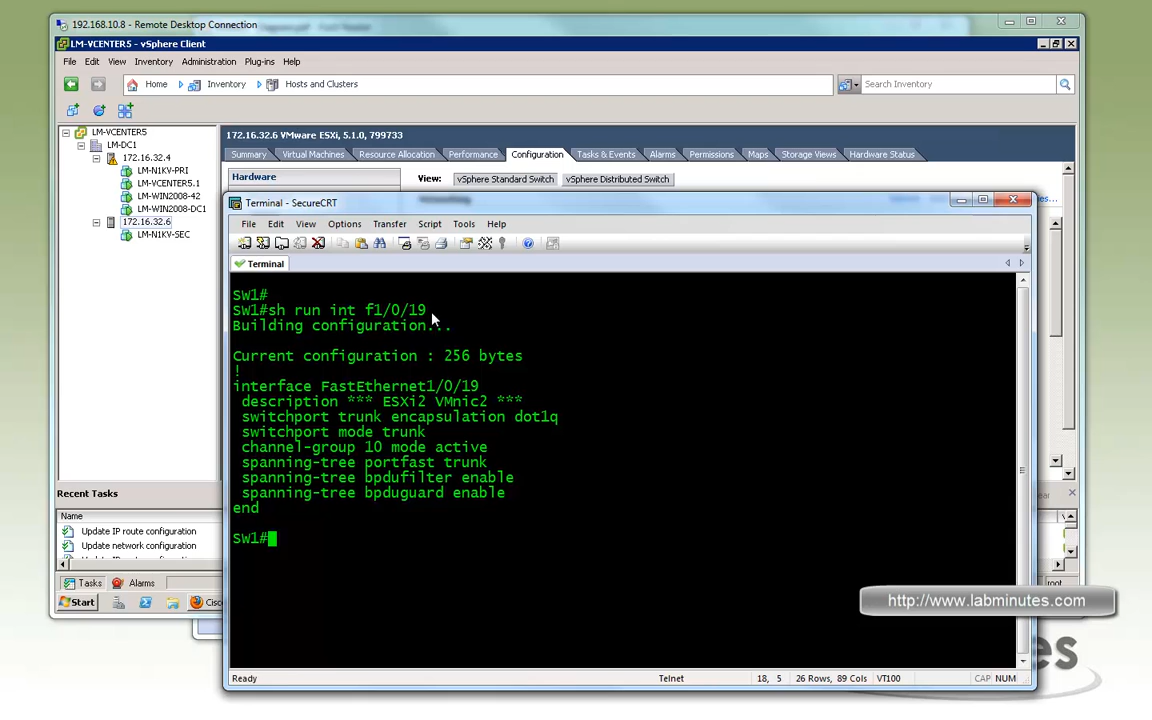 192.168.10.8 - Remote Desktop Connection
LM-VCENTER5 - vSphere Client
File Edit View Inventory Administration Plug-ins Help
Home Inventory Hosts and Clusters
Search Inventory
LM-VCENTER5
LM-DC1
172.16.32.4
LM-N1KV-PRI
LM-VCENTER5.1
LM-WIN2008-42
LM-WIN2008-DC1
172.16.32.6
LM-N1KV-SEC
172.16.32.6 VMware ESXi, 5.1.0, 799733
Summary Virtual Machines Resource Allocation Performance Configuration Tasks & Events Alarms Permissions Maps Storage Views Hardware Status
Hardware
View: vSphere Standard Switch vSphere Distributed Switch
Terminal - SecureCRT
File Edit View Options Transfer Script Tools Help
Terminal
SW1#
SW1#sh run int f1/0/19
Building configuration...
Current configuration : 256 bytes
!
interface FastEthernet1/0/19
description *** ESXi2 VMnic2 ***
switchport trunk encapsulation dot1q
switchport mode trunk
channel-group 10 mode active
spanning-tree portfast trunk
spanning-tree bpdufilter enable
spanning-tree bpduguard enable
end
SW1#
Ready Telnet 18, 5 26 Rows, 89 Cols VT100 CAP NUM
Recent Tasks
Name
Update IP route configuration
Update network configuration
Tasks Alarms
root
Start
Cisco
http://www.labminutes.com
es